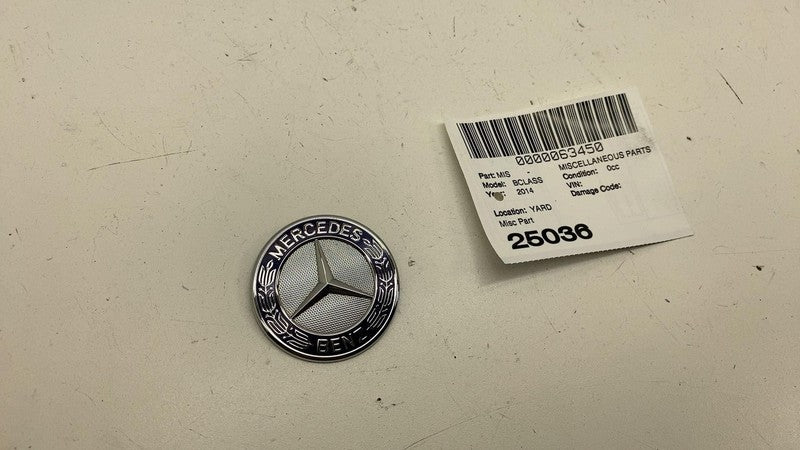 MERCEDES
BENZ
0000063450
Part: MIS MISCELLANEOUS PARTS
Model: BCLASS Condition: 0cc
Year: 2014 VIN:
Damage Code:
Location: YARD
Misc Part
25036